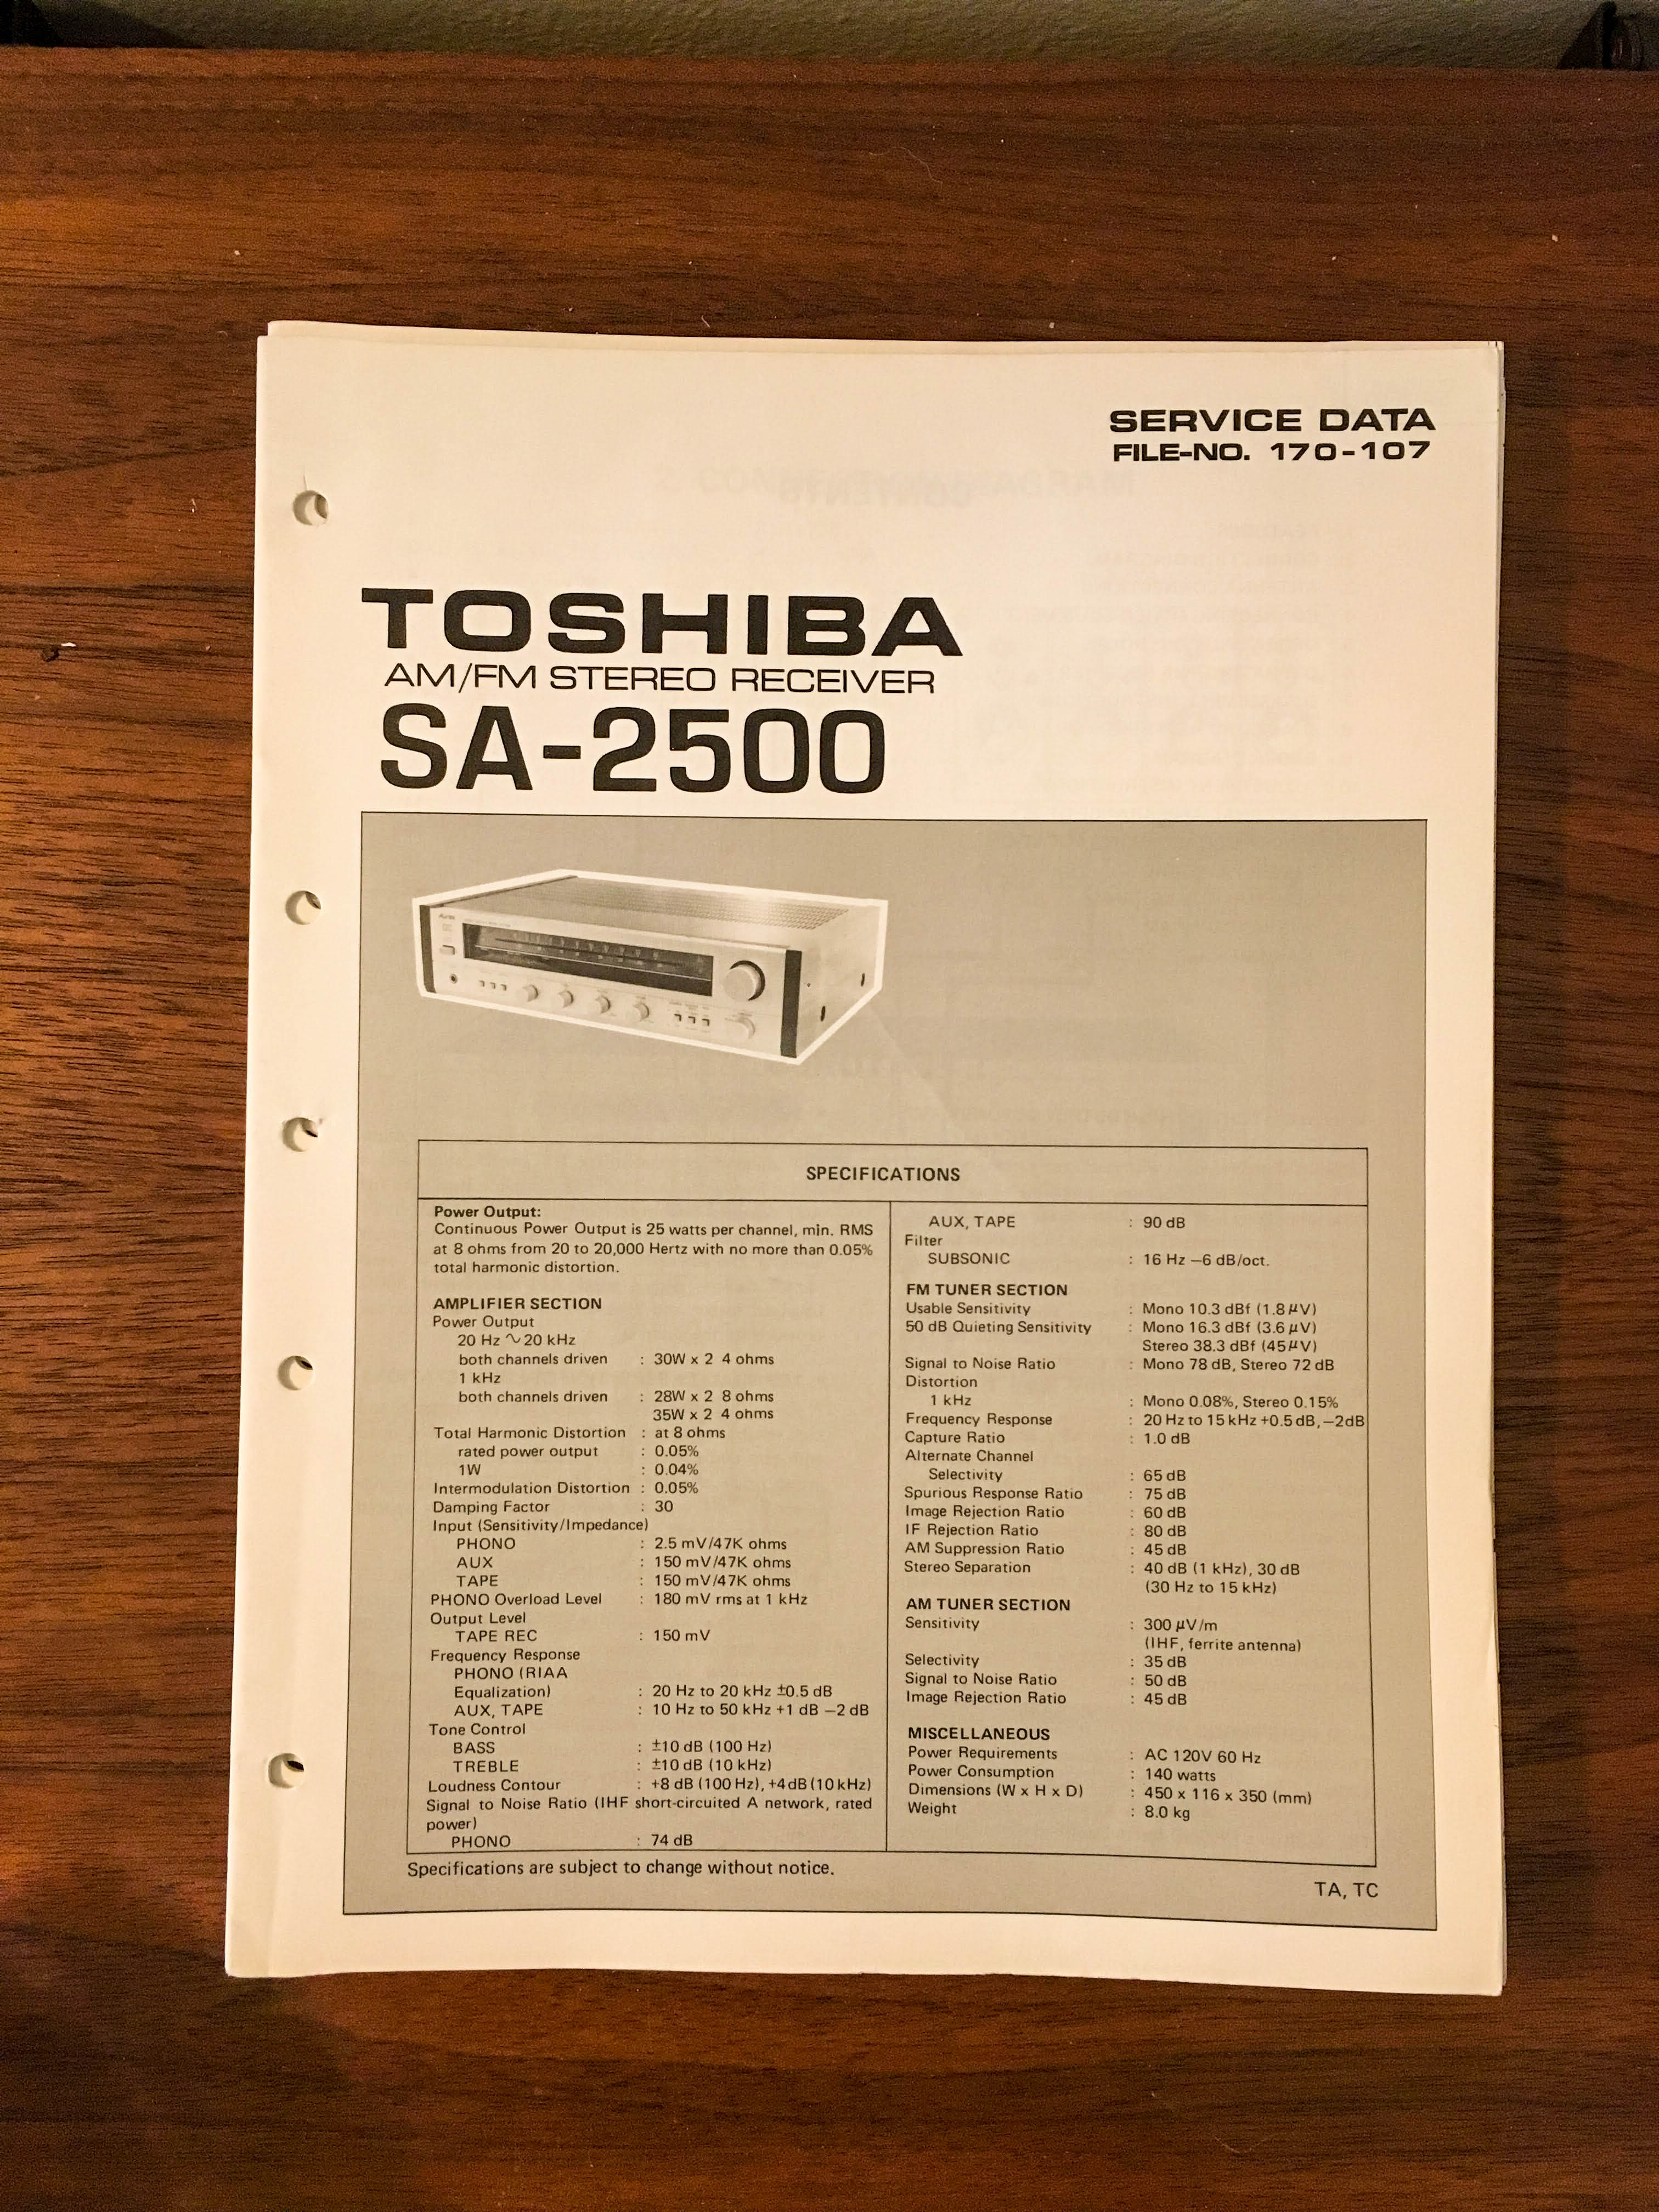 SERVICE DATA
FILE-NO. 170-107
TOSHIBA
AM/FM STEREO RECEIVER
SA-2500
SPECIFICATIONS
Power Output:
Continuous Power Output is 25 watts per channel, min. RMS
at 8 ohms from 20 to 20,000 Hertz with no more than 0.05%
total harmonic distortion.
AMPLIFIER SECTION
Power Output
20 Hz ∿ 20 kHz
both channels driven : 30W x 2 4 ohms
1 kHz
both channels driven : 28W x 2 8 ohms
35W x 2 4 ohms
Total Harmonic Distortion : at 8 ohms
rated power output : 0.05%
1W : 0.04%
Intermodulation Distortion : 0.05%
Damping Factor : 30
Input (Sensitivity/Impedance)
PHONO : 2.5 mV/47K ohms
AUX : 150 mV/47K ohms
TAPE : 150 mV/47K ohms
PHONO Overload Level : 180 mV rms at 1 kHz
Output Level
TAPE REC : 150 mV
Frequency Response
PHONO (RIAA
Equalization) : 20 Hz to 20 kHz ±0.5 dB
AUX, TAPE : 10 Hz to 50 kHz +1 dB −2 dB
Tone Control
BASS : ±10 dB (100 Hz)
TREBLE : ±10 dB (10 kHz)
Loudness Contour : +8 dB (100 Hz), +4 dB (10 kHz)
Signal to Noise Ratio (IHF short-circuited A network, rated
power)
PHONO : 74 dB
AUX, TAPE : 90 dB
Filter
SUBSONIC : 16 Hz −6 dB/oct.
FM TUNER SECTION
Usable Sensitivity : Mono 10.3 dBf (1.8 μV)
50 dB Quieting Sensitivity : Mono 16.3 dBf (3.6 μV)
Stereo 38.3 dBf (45 μV)
Signal to Noise Ratio : Mono 78 dB, Stereo 72 dB
Distortion
1 kHz : Mono 0.08%, Stereo 0.15%
Frequency Response : 20 Hz to 15 kHz +0.5 dB, −2dB
Capture Ratio : 1.0 dB
Alternate Channel
Selectivity : 65 dB
Spurious Response Ratio : 75 dB
Image Rejection Ratio : 60 dB
IF Rejection Ratio : 80 dB
AM Suppression Ratio : 45 dB
Stereo Separation : 40 dB (1 kHz), 30 dB
(30 Hz to 15 kHz)
AM TUNER SECTION
Sensitivity : 300 μV/m
(IHF, ferrite antenna)
Selectivity : 35 dB
Signal to Noise Ratio : 50 dB
Image Rejection Ratio : 45 dB
MISCELLANEOUS
Power Requirements : AC 120V 60 Hz
Power Consumption : 140 watts
Dimensions (W x H x D) : 450 x 116 x 350 (mm)
Weight : 8.0 kg
Specifications are subject to change without notice.
TA, TC